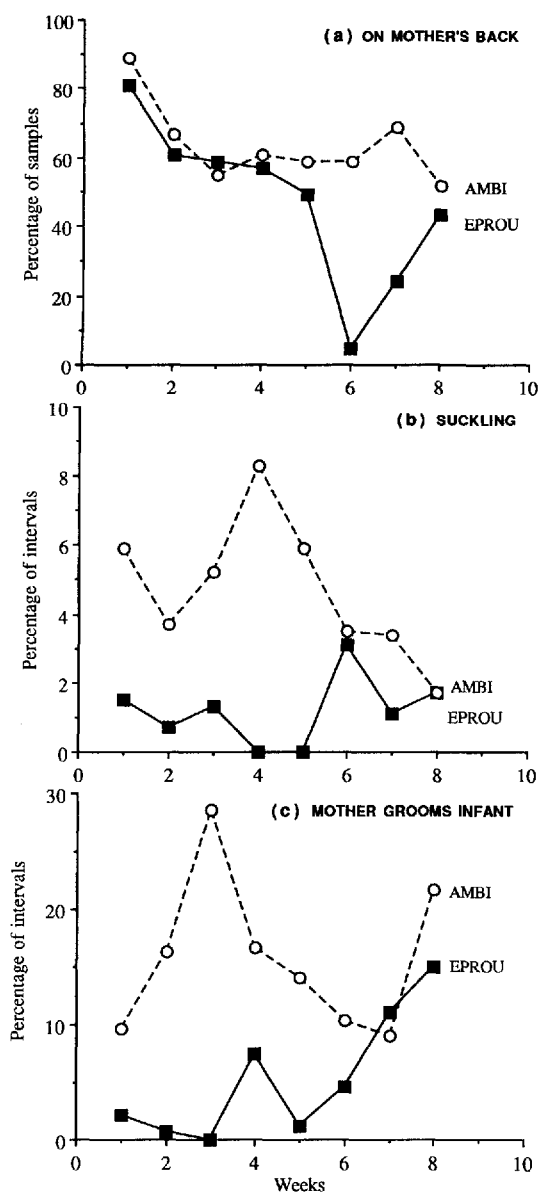 (a) ON MOTHER'S BACK
Percentage of samples
100
80
60
40
20
0
AMBI
EPROU
0 2 4 6 8 10
(b) SUCKLING
Percentage of intervals
10
8
6
4
2
0
AMBI
EPROU
0 2 4 6 8 10
(c) MOTHER GROOMS INFANT
Percentage of intervals
30
20
10
0
AMBI
EPROU
0 2 4 6 8 10
Weeks